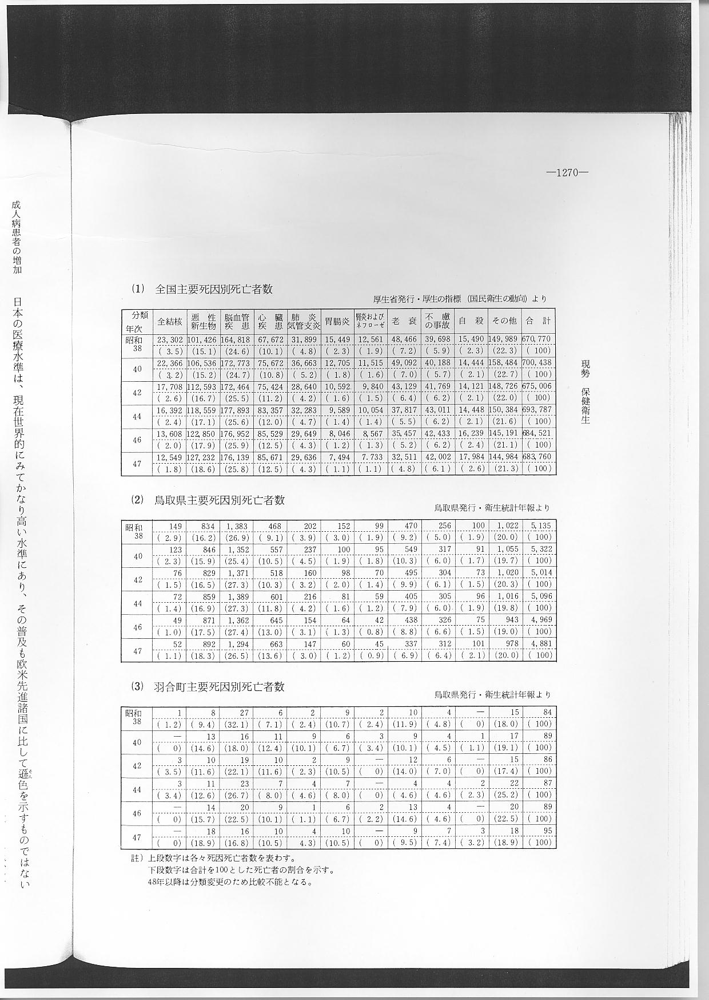 —1270—
現勢 保健衛生
(1) 全国主要死因別死亡者数
厚生省発行・厚生の指標 (国民衛生の動向) より
分類 年次 全結核 悪性新生物 脳血管疾患 心臓疾患 肺炎気管支炎 胃腸炎 腎炎およびネフローゼ 老衰 不慮の事故 自殺 その他 合計
昭和38 23,302 101,426 164,818 67,672 31,899 15,449 12,561 48,466 39,698 15,490 149,989 670,770
( 3.5) (15.1) (24.6) (10.1) ( 4.8) ( 2.3) ( 1.9) ( 7.2) ( 5.9) ( 2.3) (22.3) ( 100)
40 22,366 106,536 172,773 75,672 36,663 12,705 11,515 49,092 40,188 14,444 158,484 700,438
( 3.2) (15.2) (24.7) (10.8) ( 5.2) ( 1.8) ( 1.6) ( 7.0) ( 5.7) ( 2.1) (22.7) ( 100)
42 17,708 112,593 172,464 75,424 28,640 10,592 9,840 43,129 41,769 14,121 148,726 675,006
( 2.6) (16.7) (25.5) (11.2) ( 4.2) ( 1.6) ( 1.5) ( 6.4) ( 6.2) ( 2.1) (22.0) ( 100)
44 16,392 118,559 177,893 83,357 32,283 9,589 10,054 37,817 43,011 14,448 150,384 693,787
( 2.4) (17.1) (25.6) (12.0) ( 4.7) ( 1.4) ( 1.4) ( 5.5) ( 6.2) ( 2.1) (21.6) ( 100)
46 13,608 122,850 176,952 85,529 29,649 8,046 8,567 35,457 42,433 16,239 145,191 684,521
( 2.0) (17.9) (25.9) (12.5) ( 4.3) ( 1.2) ( 1.3) ( 5.2) ( 6.2) ( 2.4) (21.1) ( 100)
47 12,549 127,232 176,139 85,671 29,636 7,494 7.733 32,511 42,002 17,984 144,984 683,760
( 1.8) (18.6) (25.8) (12.5) ( 4.3) ( 1.1) ( 1.1) ( 4.8) ( 6.1) ( 2.6) (21.3) ( 100)
(2) 鳥取県主要死因別死亡者数
鳥取県発行・衛生統計年報より
昭和38 149 834 1,383 468 202 152 99 470 256 100 1,022 5,135
( 2.9) (16.2) (26.9) ( 9.1) ( 3.9) ( 3.0) ( 1.9) ( 9.2) ( 5.0) ( 1.9) (20.0) ( 100)
40 123 846 1,352 557 237 100 95 549 317 91 1,055 5,322
( 2.3) (15.9) (25.4) (10.5) ( 4.5) ( 1.9) ( 1.8) (10.3) ( 6.0) ( 1.7) (19.7) ( 100)
42 76 829 1,371 518 160 98 70 495 304 73 1,020 5,014
( 1.5) (16.5) (27.3) (10.3) ( 3.2) ( 2.0) ( 1.4) ( 9.9) ( 6.1) ( 1.5) (20.3) ( 100)
44 72 859 1,389 601 216 81 59 405 305 96 1,016 5,096
( 1.4) (16.9) (27.3) (11.8) ( 4.2) ( 1.6) ( 1.2) ( 7.9) ( 6.0) ( 1.9) (19.8) ( 100)
46 49 871 1,362 645 154 64 42 438 326 75 943 4,969
( 1.0) (17.5) (27.4) (13.0) ( 3.1) ( 1.3) ( 0.8) ( 8.8) ( 6.6) ( 1.5) (19.0) ( 100)
47 52 892 1,294 663 147 60 45 337 312 101 978 4,881
( 1.1) (18.3) (26.5) (13.6) ( 3.0) ( 1.2) ( 0.9) ( 6.9) ( 6.4) ( 2.1) (20.0) ( 100)
(3) 羽合町主要死因別死亡者数
鳥取県発行・衛生統計年報より
昭和38 1 8 27 6 2 9 2 10 4 — 15 84
( 1.2) ( 9.4) (32.1) ( 7.1) ( 2.4) (10.7) ( 2.4) (11.9) ( 4.8) ( 0) (18.0) ( 100)
40 — 13 16 11 9 6 3 9 4 1 17 89
( 0) (14.6) (18.0) (12.4) (10.1) ( 6.7) ( 3.4) (10.1) ( 4.5) ( 1.1) (19.1) ( 100)
42 3 10 19 10 2 9 — 12 6 — 15 86
( 3.5) (11.6) (22.1) (11.6) ( 2.3) (10.5) ( 0) (14.0) ( 7.0) ( 0) (17.4) ( 100)
44 3 11 23 7 4 7 — 4 4 2 22 87
( 3.4) (12.6) (26.7) ( 8.0) ( 4.6) ( 8.0) ( 0) ( 4.6) ( 4.6) ( 2.3) (25.2) ( 100)
46 — 14 20 9 1 6 2 13 4 — 20 89
( 0) (15.7) (22.5) (10.1) ( 1.1) ( 6.7) ( 2.2) (14.6) ( 4.6) ( 0) (22.5) ( 100)
47 — 18 16 10 4 10 — 9 7 3 18 95
( 0) (18.9) (16.8) (10.5) 4.3) (10.5) ( 0) ( 9.5) ( 7.4) ( 3.2) (18.9) ( 100)
註) 上段数字は各々死因死亡者数を表わす。
下段数字は合計を100とした死亡者の割合を示す。
48年以降は分類変更のため比較不能となる。
成人病患者の増加
日本の医療水準は、現在世界的にみてかなり高い水準にあり、その普及も欧米先進諸国に比して遜色を示すものではない
そん